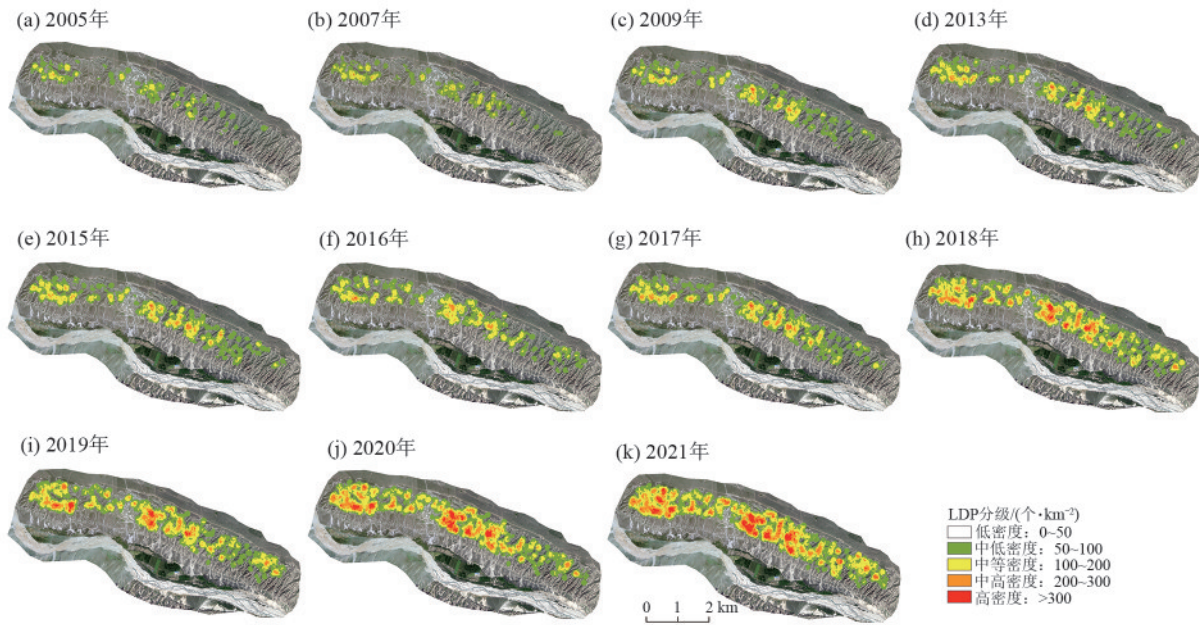 (a) 2005年
(b) 2007年
(c) 2009年
(d) 2013年
(e) 2015年
(f) 2016年
(g) 2017年
(h) 2018年
(i) 2019年
(j) 2020年
(k) 2021年
LDP分级/(个·km⁻²)
低密度：0~50
中低密度：50~100
中等密度：100~200
中高密度：200~300
高密度：>300
0 1 2 km